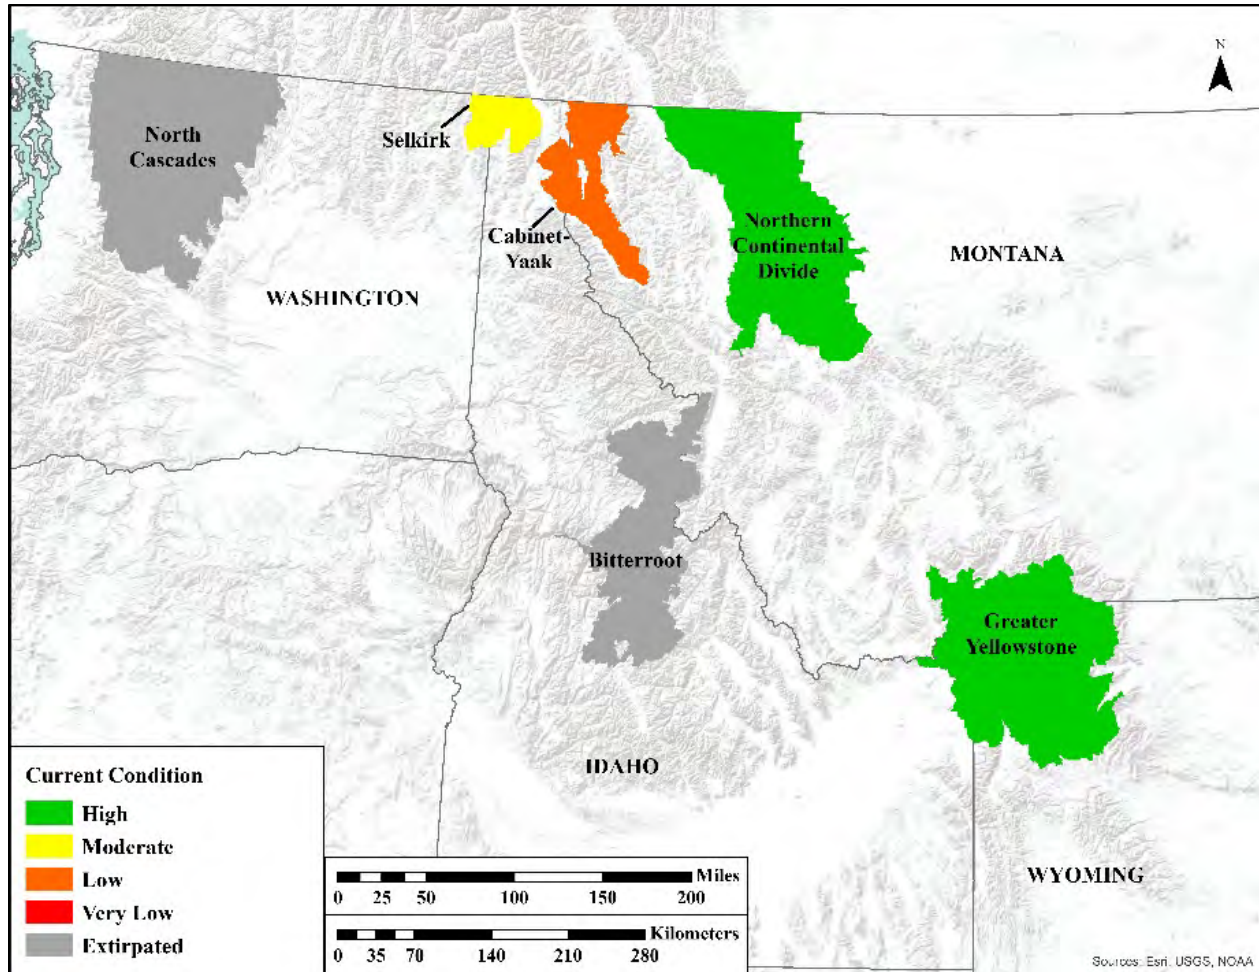 N
North
Cascades
Selkirk
Cabinet-
Yaak
Northern
Continental
Divide
MONTANA
WASHINGTON
Bitterroot
Greater
Yellowstone
IDAHO
WYOMING
Current Condition
High
Moderate
Low
Very Low
Extirpated
Miles
0 25 50 100 150 200
Kilometers
0 35 70 140 210 280
Sources: Esri, USGS, NOAA